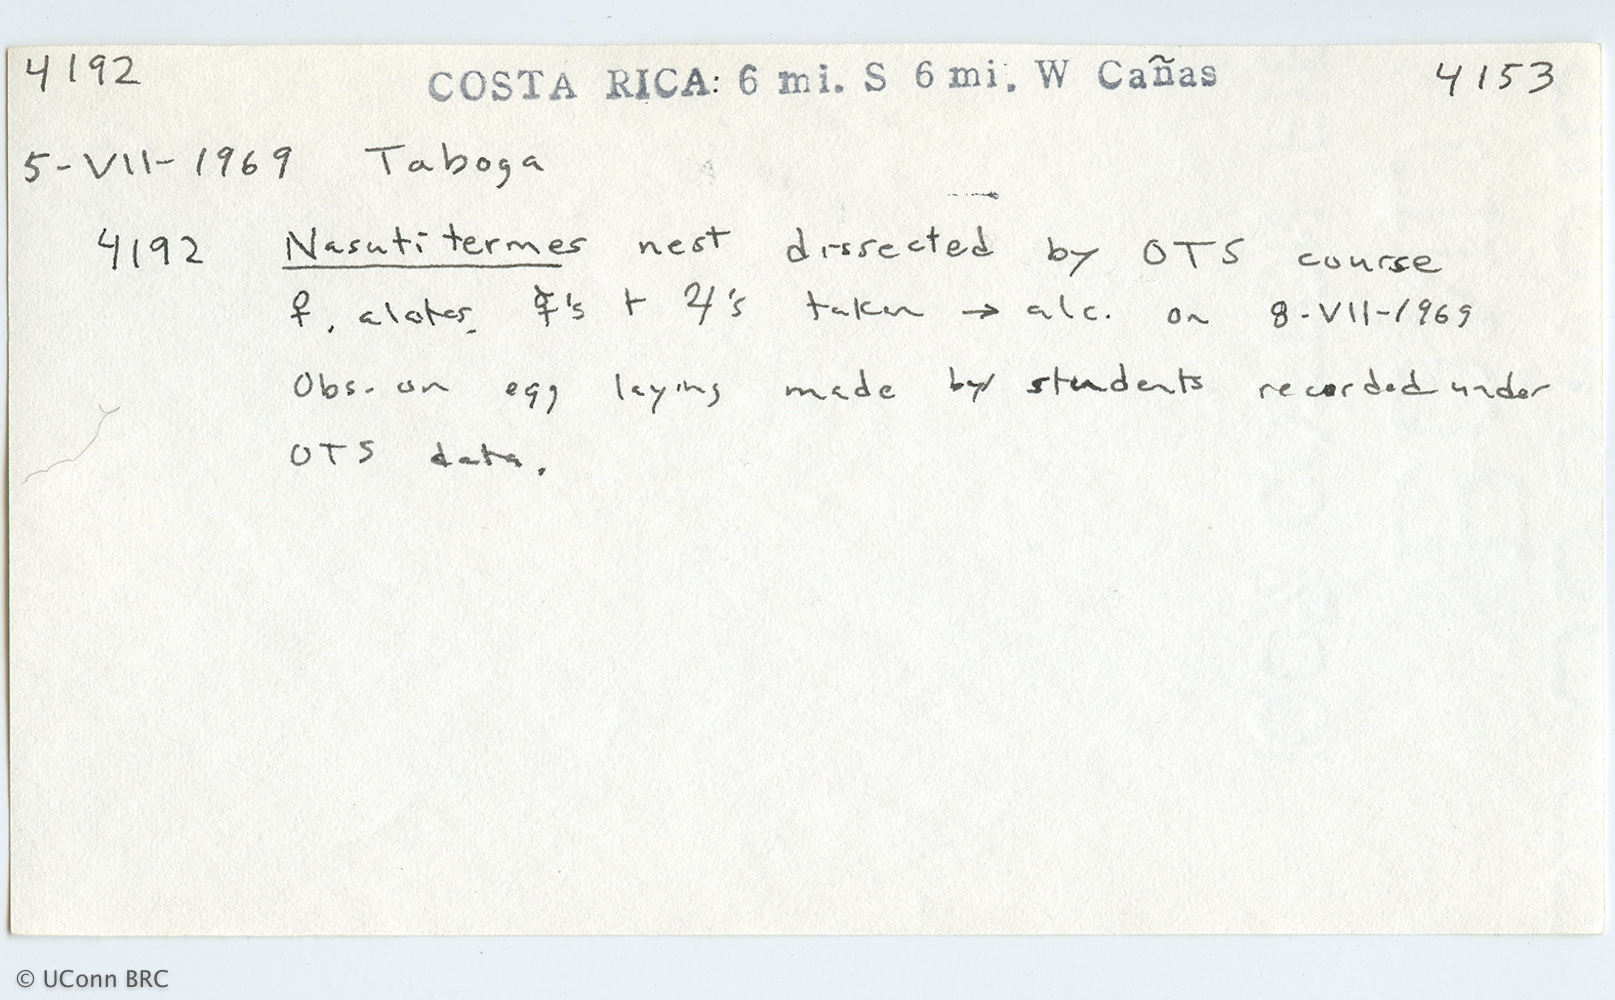 4192 COSTA RICA: 6 mi. S 6 mi. W Cañas 4153
5-VII-1969 Taboga
4192 Nasutitermes nest dissected by OTS course
♀, alates, ☿'s + ♃'s taken → alc. on 8-VII-1969
Obs. on egg laying made by students recorded under
OTS data.
© UConn BRC